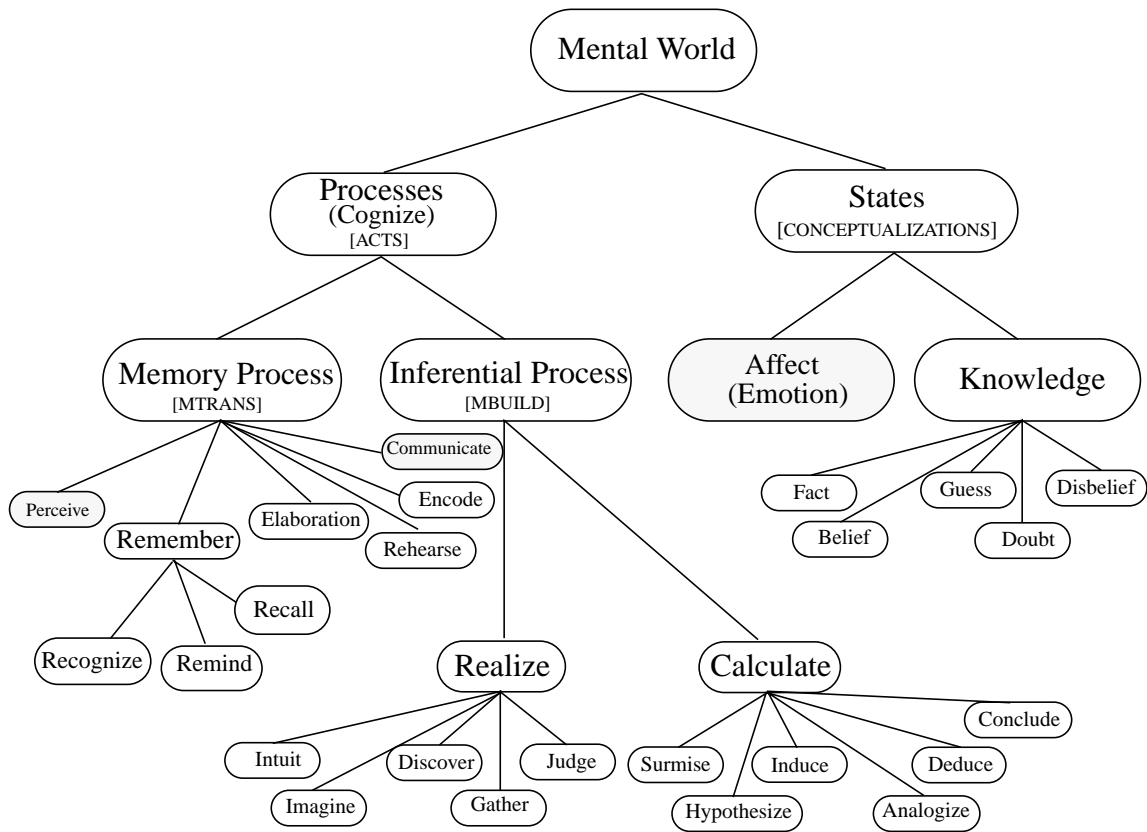 Mental World
Processes
(Cognize)
[ACTS]
States
[CONCEPTUALIZATIONS]
Memory Process
[MTRANS]
Inferential Process
[MBUILD]
Affect
(Emotion)
Knowledge
Communicate
Perceive
Encode
Elaboration
Remember
Rehearse
Fact
Guess
Disbelief
Belief
Doubt
Recall
Recognize
Remind
Realize
Calculate
Conclude
Intuit
Discover
Judge
Surmise
Induce
Deduce
Imagine
Gather
Hypothesize
Analogize